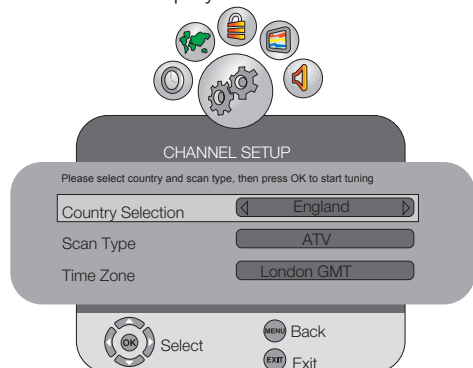 CHANNEL SETUP
Please select country and scan type, then press OK to start tuning
Country Selection England
Scan Type ATV
Time Zone London GMT
OK Select
MENU Back
EXIT Exit